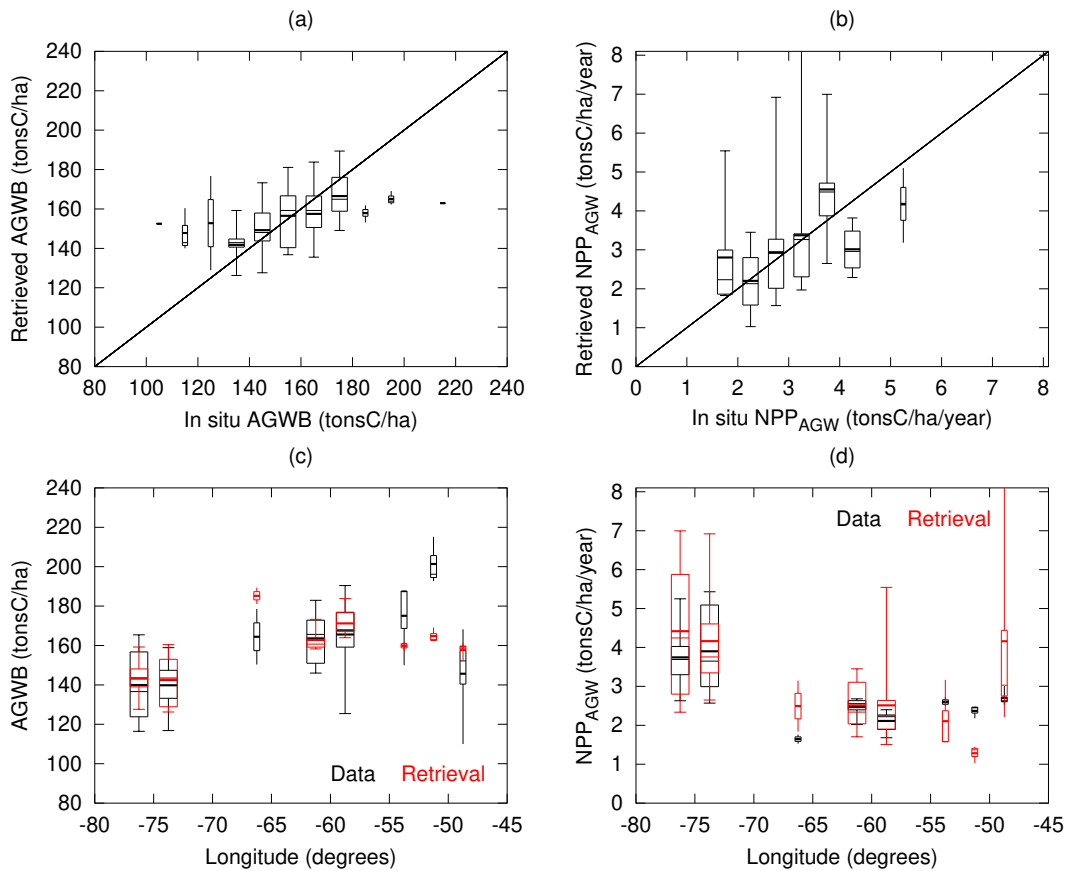 (a)
240
220
200
180
160
140
120
100
80
80 100 120 140 160 180 200 220 240
Retrieved AGWB (tonsC/ha)
In situ AGWB (tonsC/ha)
(b)
8
7
6
5
4
3
2
1
0
0 1 2 3 4 5 6 7 8
Retrieved NPPAGW (tonsC/ha/year)
In situ NPPAGW (tonsC/ha/year)
(c)
240
220
200
180
160
140
120
100
80
-80 -75 -70 -65 -60 -55 -50 -45
AGWB (tonsC/ha)
Longitude (degrees)
Data Retrieval
(d)
8
7
6
5
4
3
2
1
0
-80 -75 -70 -65 -60 -55 -50 -45
NPPAGW (tonsC/ha/year)
Longitude (degrees)
Data Retrieval